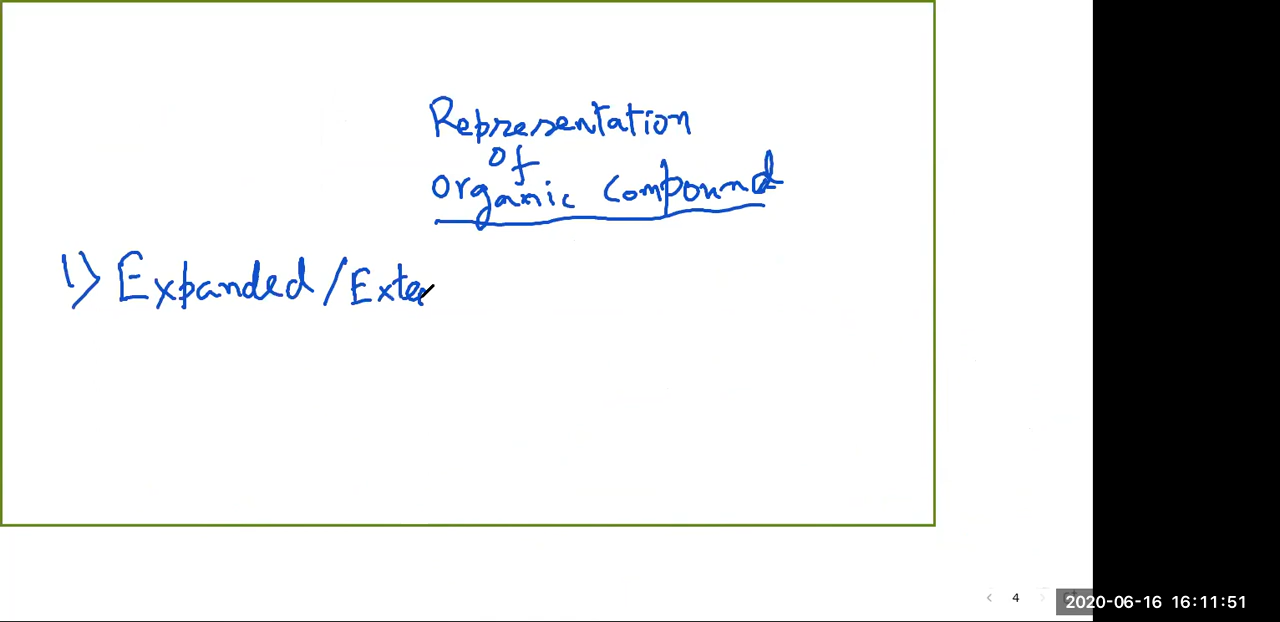 Representation
of
organic compound
1) Expanded / Exte
4
2020-06-16 16:11:51